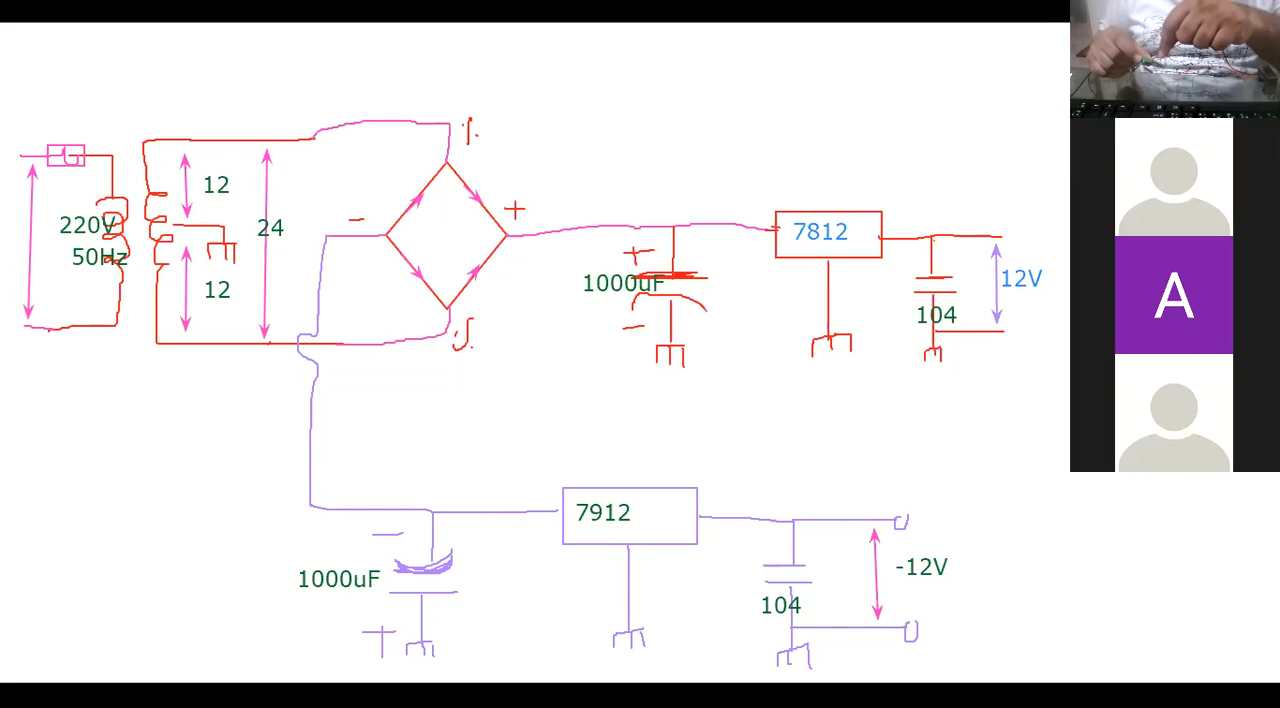 220V
50Hz
12
24
12
-
+
+
1000uF
-
7812
104
12V
-
1000uF
+
7912
104
-12V
A